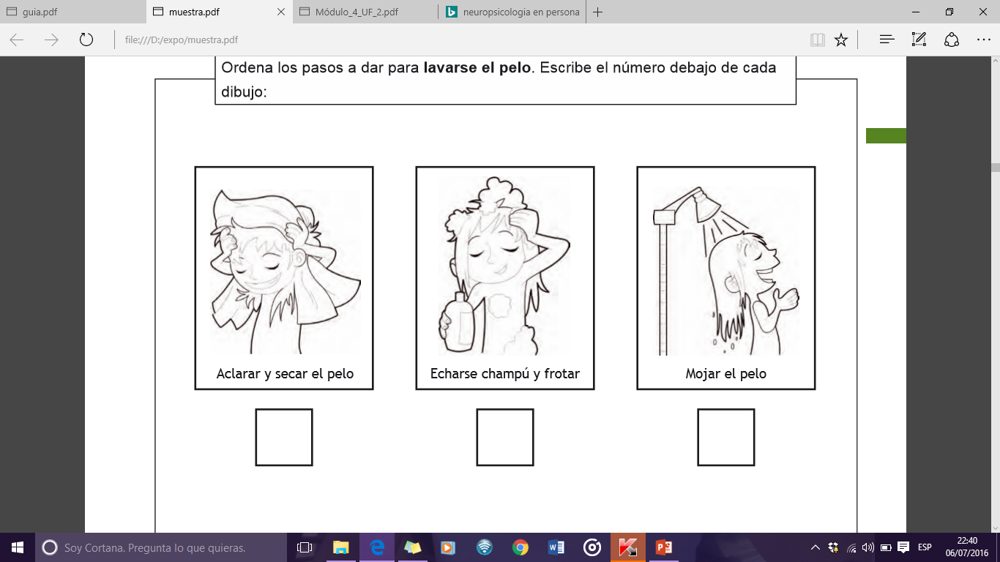 guia.pdf
muestra.pdf
Módulo_4_UF_2.pdf
neuropsicologia en persona
file:///D:/expo/muestra.pdf
Ordena los pasos a dar para lavarse el pelo. Escribe el número debajo de cada
dibujo:
Aclarar y secar el pelo
Echarse champú y frotar
Mojar el pelo
Soy Cortana. Pregunta lo que quieras.
ESP
22:40
06/07/2016